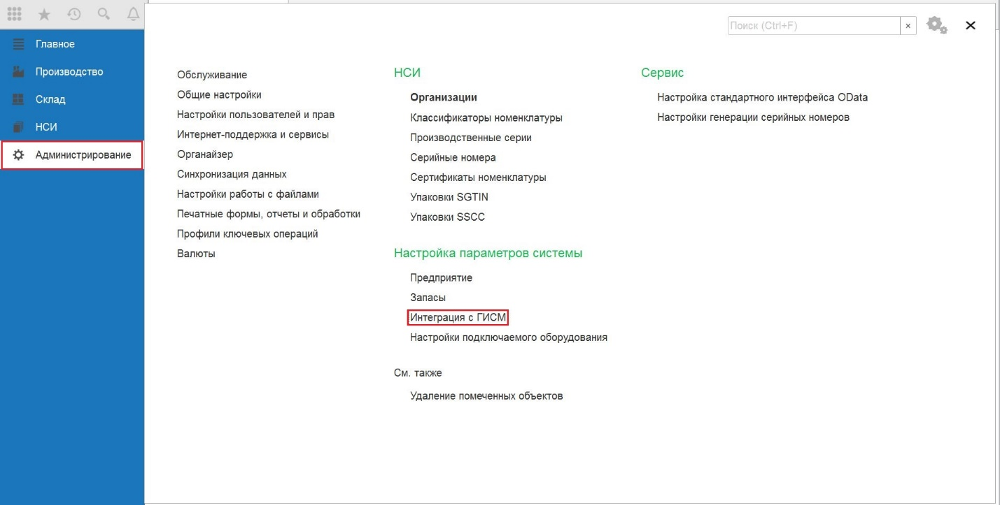 Поиск (Ctrl+F)
Главное
Производство
Склад
НСИ
Администрирование
Обслуживание
Общие настройки
Настройки пользователей и прав
Интернет-поддержка и сервисы
Органайзер
Синхронизация данных
Настройки работы с файлами
Печатные формы, отчеты и обработки
Профили ключевых операций
Валюты
НСИ
Организации
Классификаторы номенклатуры
Производственные серии
Серийные номера
Сертификаты номенклатуры
Упаковки SGTIN
Упаковки SSCC
Настройка параметров системы
Предприятие
Запасы
Интеграция с ГИСМ
Настройки подключаемого оборудования
См. также
Удаление помеченных объектов
Сервис
Настройка стандартного интерфейса OData
Настройки генерации серийных номеров